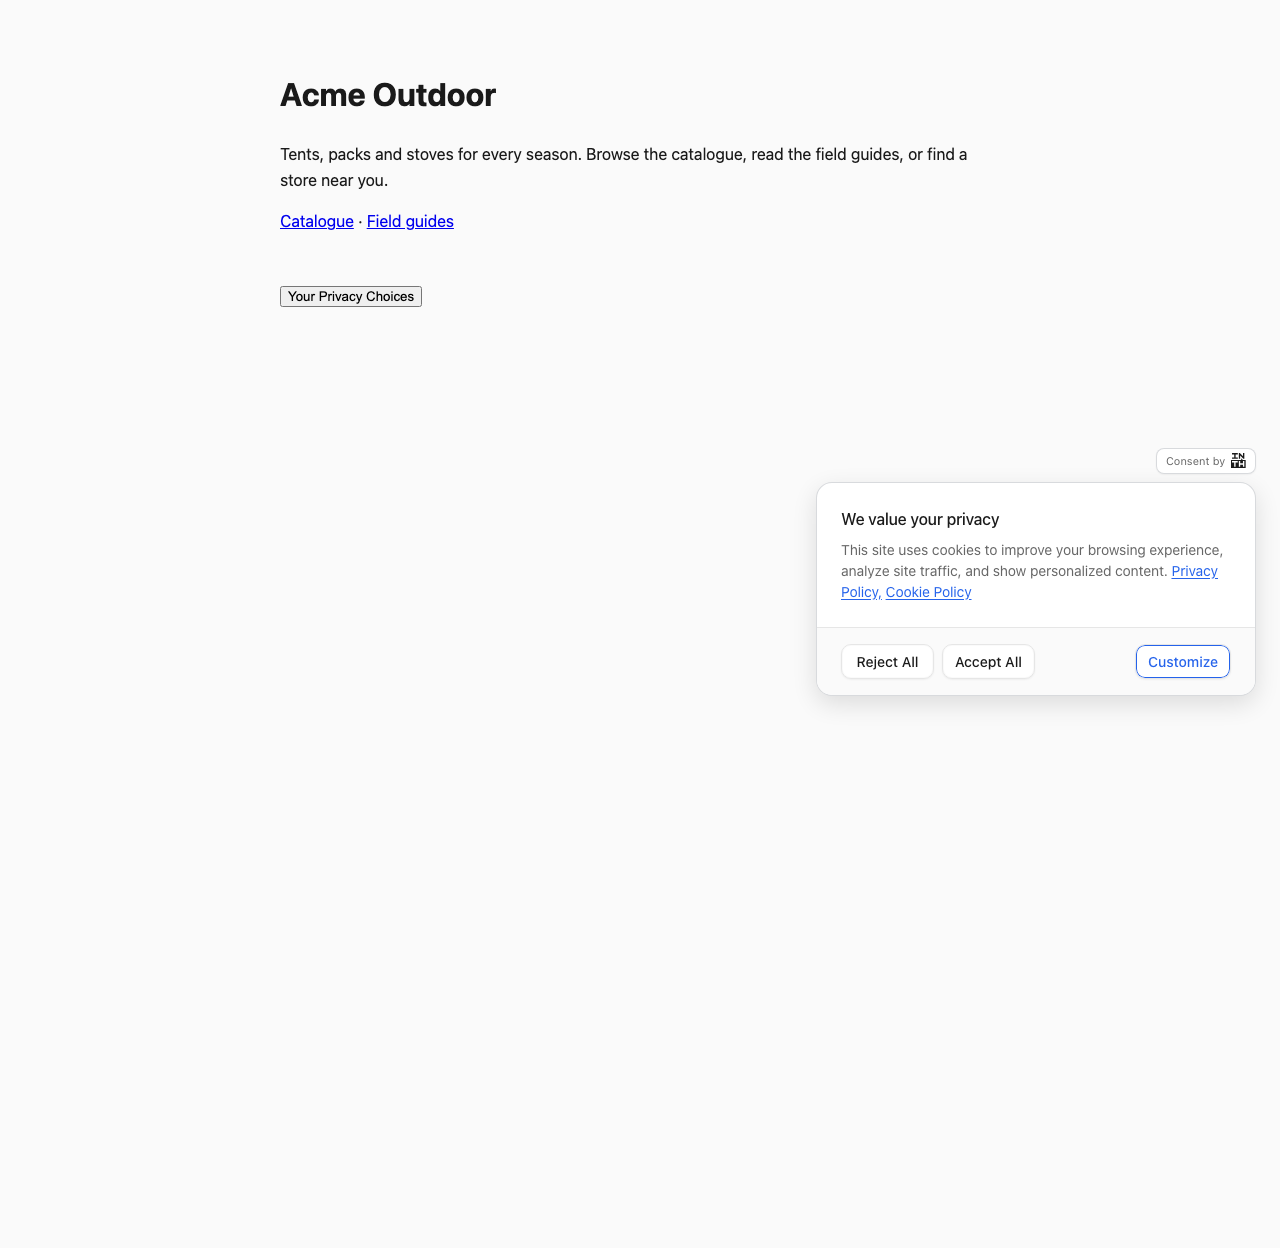 Acme Outdoor
Tents, packs and stoves for every season. Browse the catalogue, read the field guides, or find a
store near you.
Catalogue · Field guides
Your Privacy Choices
Consent by IN TH
We value your privacy
This site uses cookies to improve your browsing experience,
analyze site traffic, and show personalized content. Privacy
Policy, Cookie Policy
Reject All Accept All Customize